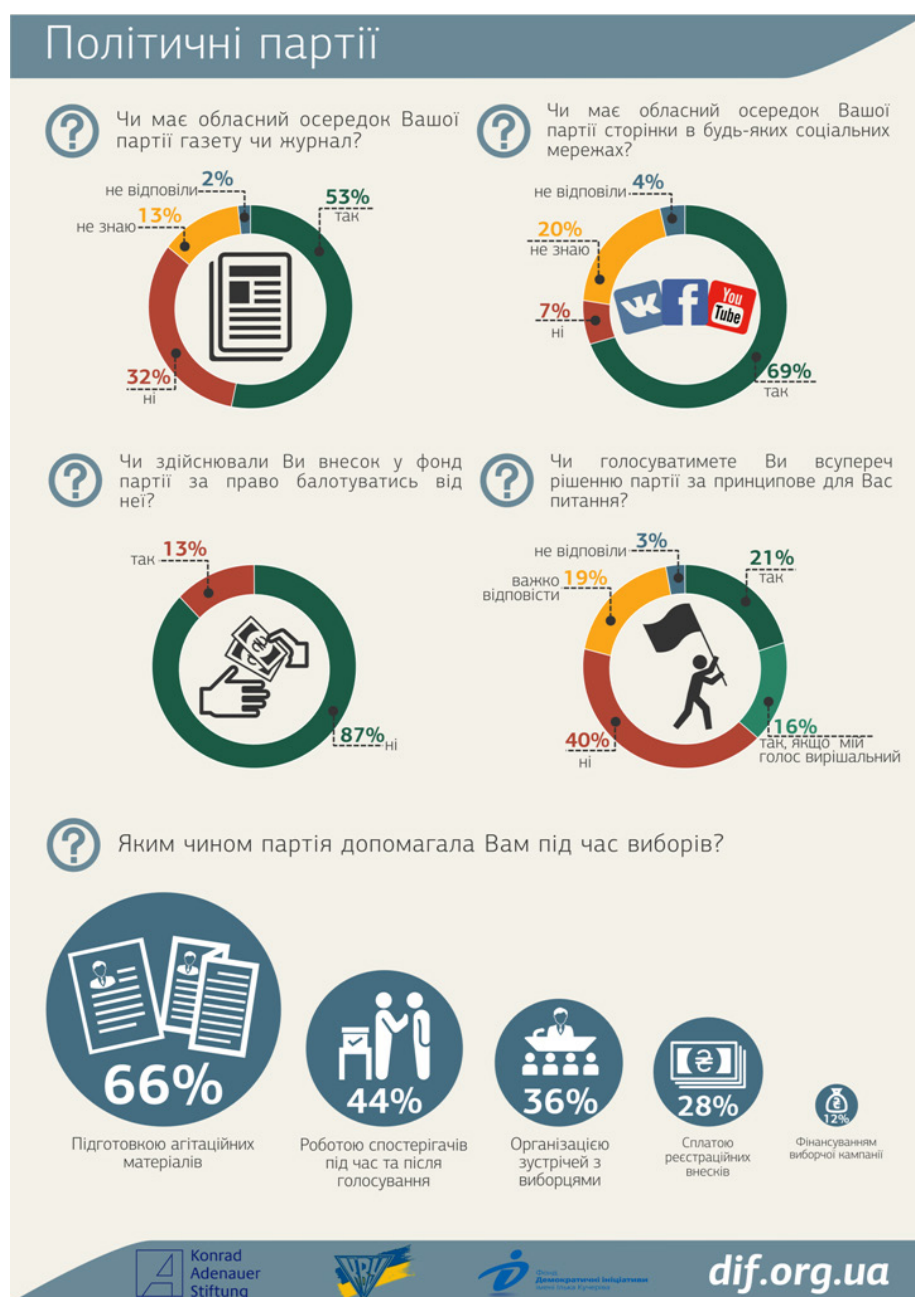 Політичні партії
Чи має обласний осередок Вашої
партії газету чи журнал?
не відповіли 2%
не знаю 13%
53%
так
32%
ні
Чи має обласний осередок Вашої
партії сторінки в будь-яких соціальних
мережах?
не відповіли 4%
20%
не знаю
7%
ні
You
Tube
69%
так
Чи здійснювали Ви внесок у фонд
партії за право балотуватись від
неї?
так 13%
87% ні
Чи голосуватимете Ви всупереч
рішенню партії за принципове для Вас
питання?
не відповіли 3%
важко 19%
відповісти
21%
так
16%
так, якщо мій
голос вирішальний
40%
ні
Яким чином партія допомагала Вам під час виборів?
66%
Підготовкою агітаційних
матеріалів
44%
Роботою спостерігачів
під час та після
голосування
36%
Організацією
зустрічей з
виборцями
28%
Сплатою
реєстраційних
внесків
12%
Фінансуванням
виборчої кампанії
Konrad
Adenauer
Stiftung
Фонд
Демократичні ініціативи
dif.org.ua